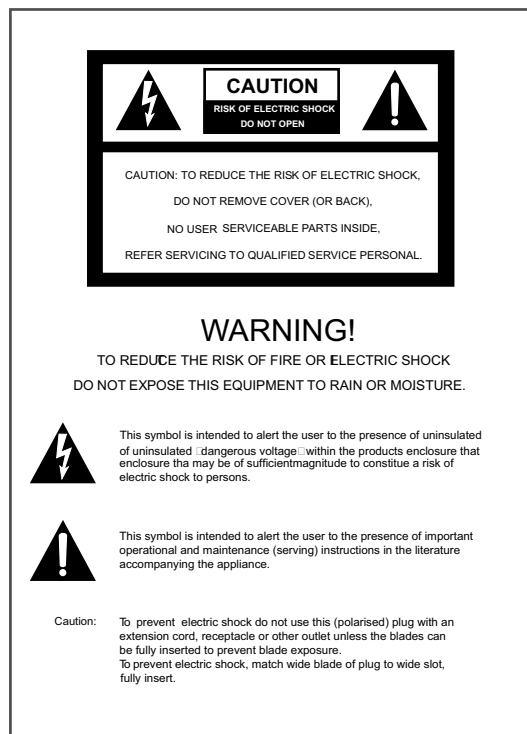 CAUTION
RISK OF ELECTRIC SHOCK
DO NOT OPEN
CAUTION: TO REDUCE THE RISK OF ELECTRIC SHOCK,
DO NOT REMOVE COVER (OR BACK),
NO USER SERVICEABLE PARTS INSIDE,
REFER SERVICING TO QUALIFIED SERVICE PERSONAL.
WARNING!
TO REDUTCE THE RISK OF FIRE OR ELECTRIC SHOCK
DO NOT EXPOSE THIS EQUIPMENT TO RAIN OR MOISTURE.
This symbol is intended to alert the user to the presence of uninsulated
of uninsulated □dangerous voltage□ within the products enclosure that
enclosure tha may be of sufficientmagnitude to constitue a risk of
electric shock to persons.
This symbol is intended to alert the user to the presence of important
operational and maintenance (serving) instructions in the literature
accompanying the appliance.
Caution: To prevent electric shock do not use this (polarised) plug with an
extension cord, receptacle or other outlet unless the blades can
be fully inserted to prevent blade exposure.
To prevent electric shock, match wide blade of plug to wide slot,
fully insert.